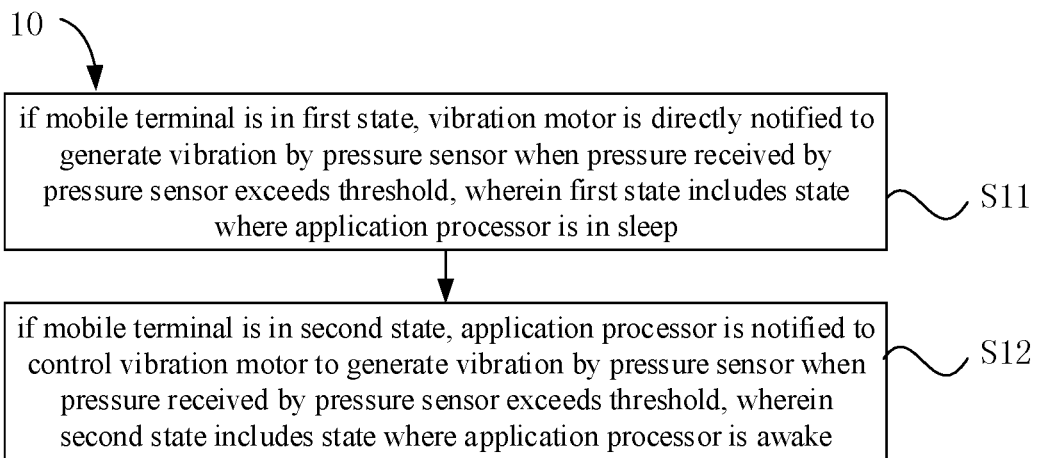 10
if mobile terminal is in first state, vibration motor is directly notified to
generate vibration by pressure sensor when pressure received by
pressure sensor exceeds threshold, wherein first state includes state
where application processor is in sleep
S11
if mobile terminal is in second state, application processor is notified to
control vibration motor to generate vibration by pressure sensor when
pressure received by pressure sensor exceeds threshold, wherein
second state includes state where application processor is awake
S12